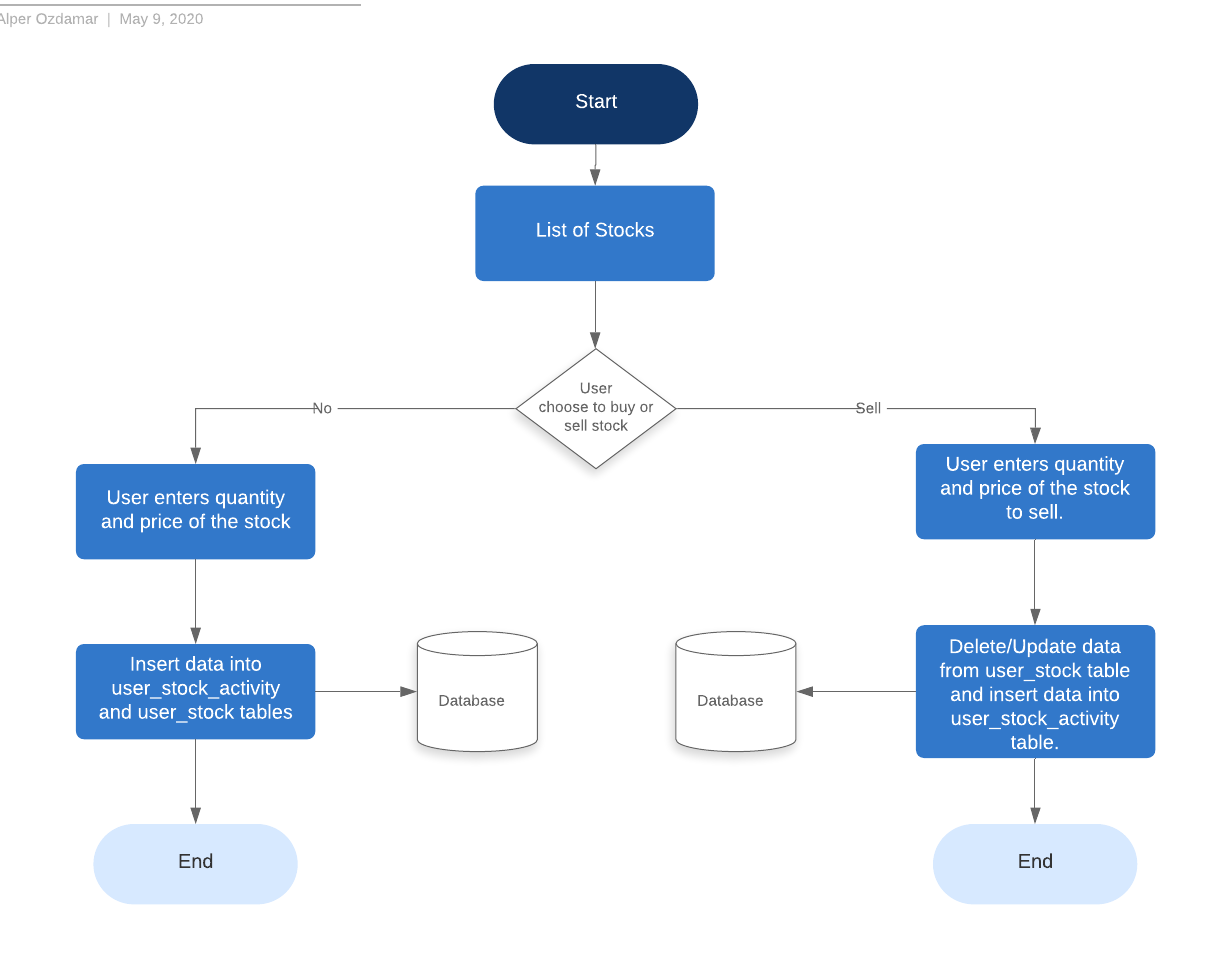 Alper Ozdamar | May 9, 2020
Start
List of Stocks
User
choose to buy or
sell stock
No
Sell
User enters quantity
and price of the stock
User enters quantity
and price of the stock
to sell.
Insert data into
user_stock_activity
and user_stock tables
Database
Database
Delete/Update data
from user_stock table
and insert data into
user_stock_activity
table.
End
End